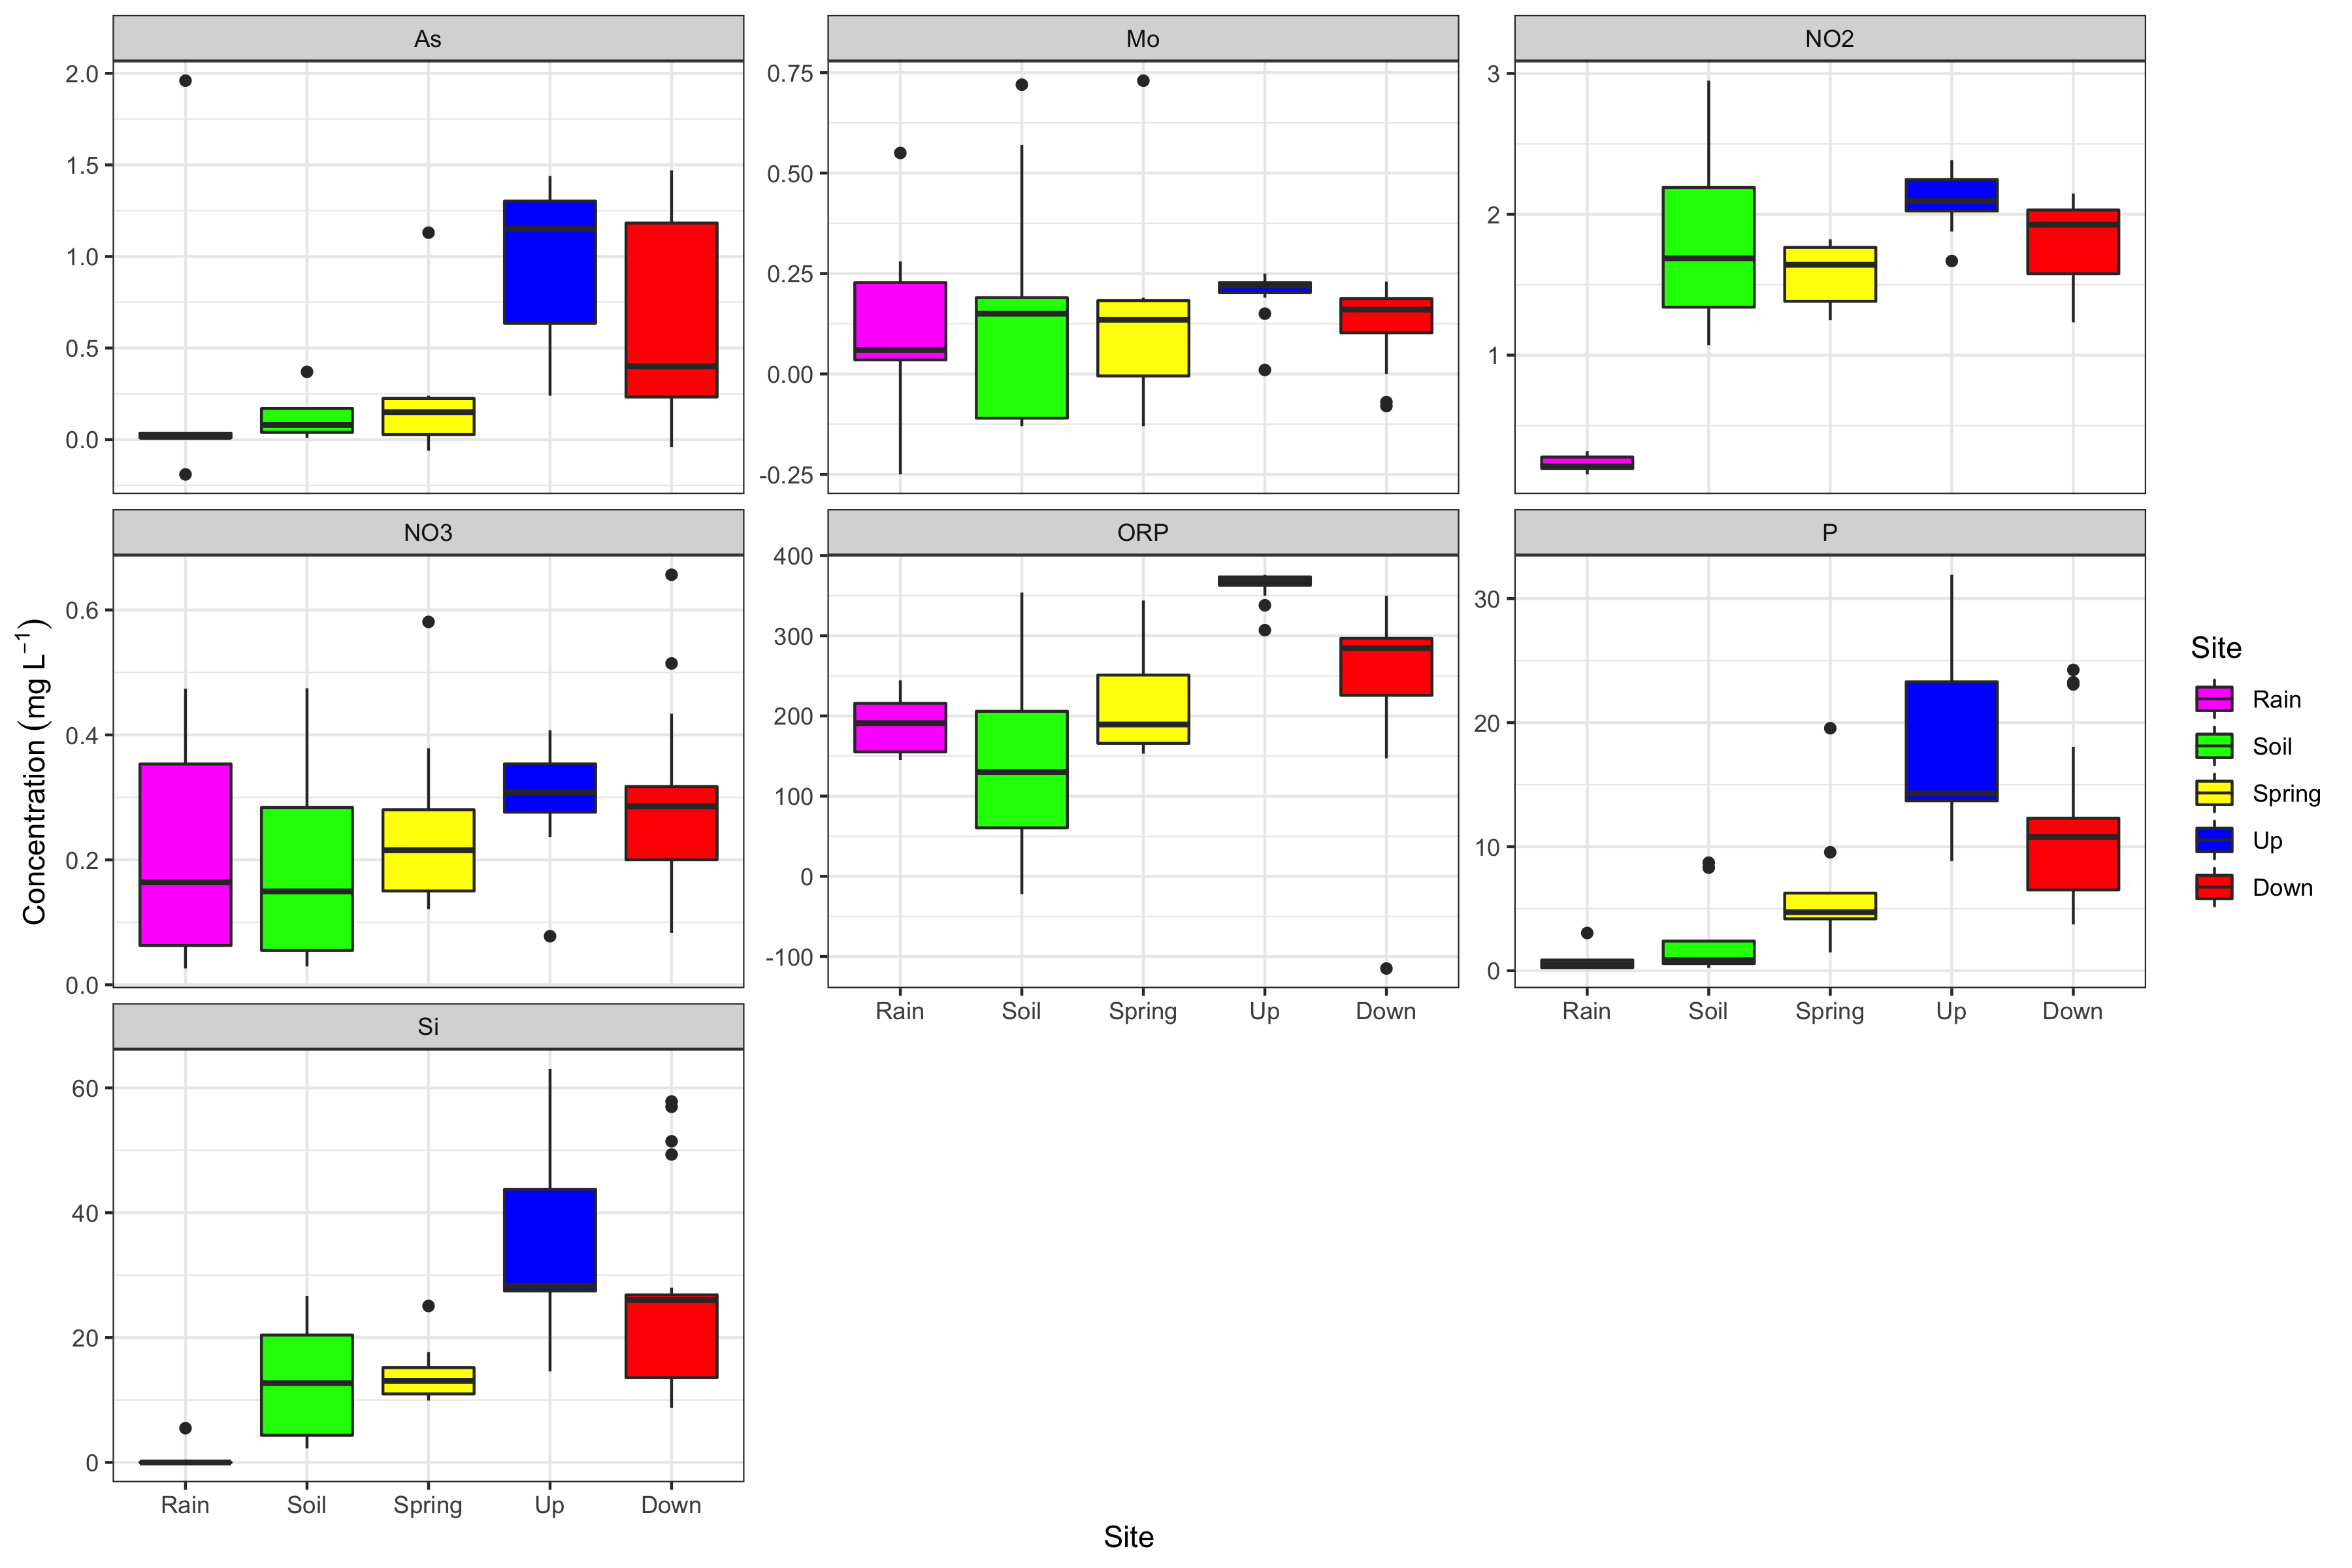 As
Mo
NO2
2.0
1.5
1.0
0.5
0.0
0.75
0.50
0.25
0.00
-0.25
3
2
1
NO3
ORP
P
0.6
0.4
0.2
0.0
400
300
200
100
0
-100
30
20
10
0
Rain Soil Spring Up Down
Rain Soil Spring Up Down
Si
60
40
20
0
Rain Soil Spring Up Down
Site
Concentration (mg L⁻¹)
Site
Rain
Soil
Spring
Up
Down